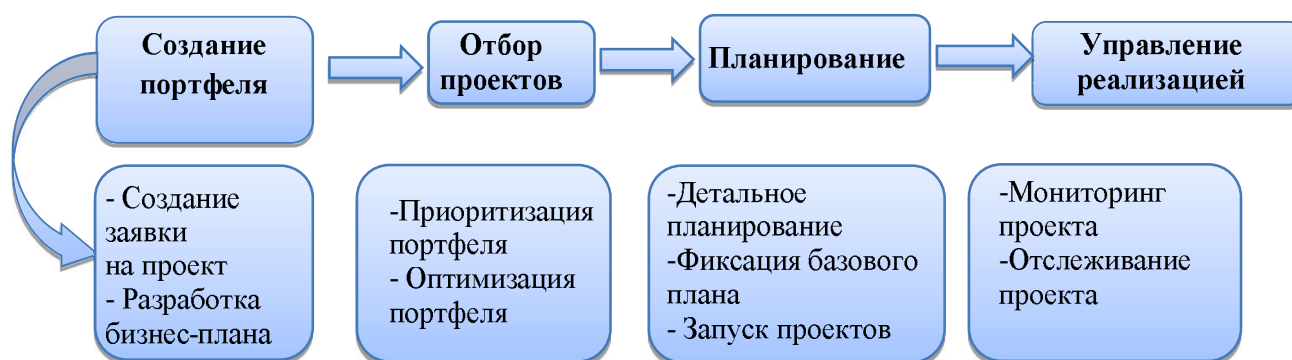 Создание
портфеля
Отбор
проектов
Планирование
Управление
реализацией
- Создание
заявки
на проект
- Разработка
бизнес-плана
-Приоритизация
портфеля
- Оптимизация
портфеля
-Детальное
планирование
-Фиксация базового
плана
- Запуск проектов
-Мониторинг
проекта
-Отслеживание
проекта